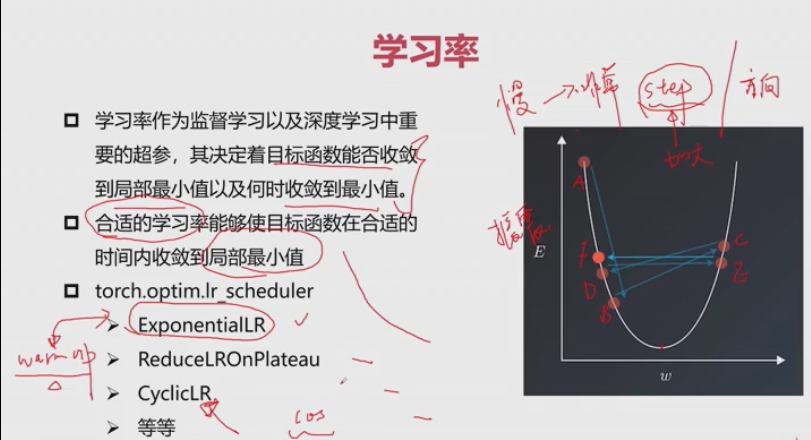 学习率
慢
step
方向
加大
学习率作为监督学习以及深度学习中重
要的超参，其决定着目标函数能否收敛
到局部最小值以及何时收敛到最小值。
合适的学习率能够使目标函数在合适的
时间内收敛到局部最小值
torch.optim.lr_scheduler
ExponentialLR
ReduceLROnPlateau
CyclicLR
等等
warm up
cos
A
B
C
D
E
F
E
w